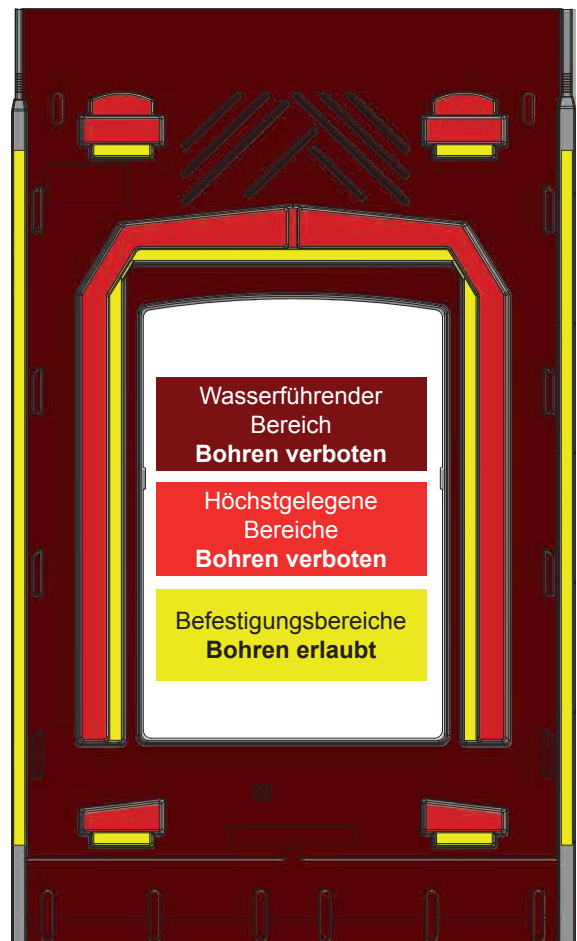 Wasserführender
Bereich
Bohren verboten
Höchstgelegene
Bereiche
Bohren verboten
Befestigungsbereiche
Bohren erlaubt